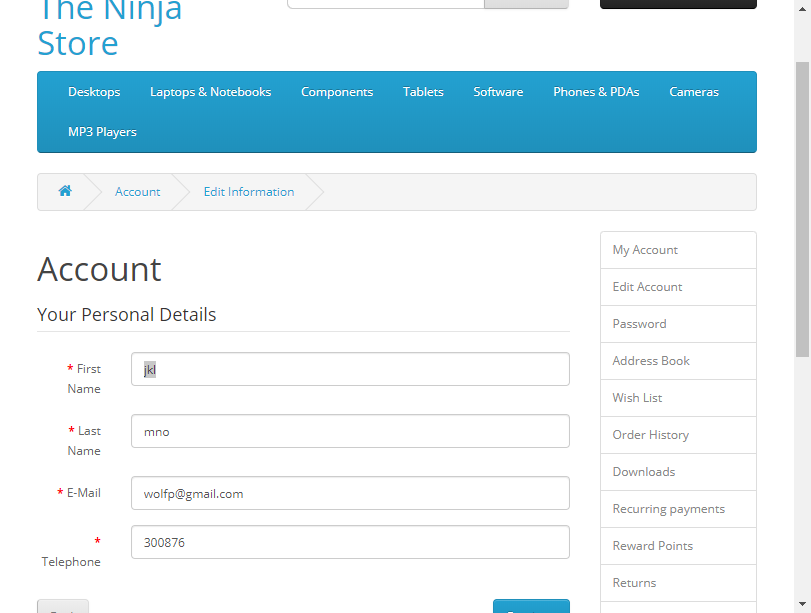 The Ninja
Store
Desktops Laptops & Notebooks Components Tablets Software Phones & PDAs Cameras
MP3 Players
Account Edit Information
Account
Your Personal Details
* First
Name
jkl
* Last
Name
mno
* E-Mail
wolfp@gmail.com
*
Telephone
300876
My Account
Edit Account
Password
Address Book
Wish List
Order History
Downloads
Recurring payments
Reward Points
Returns